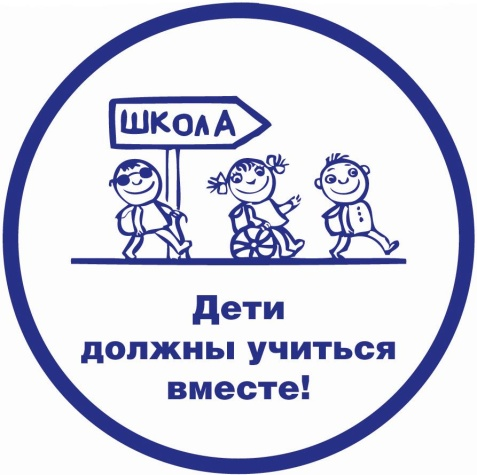 ШКОЛА
Дети
должны учиться
вместе!